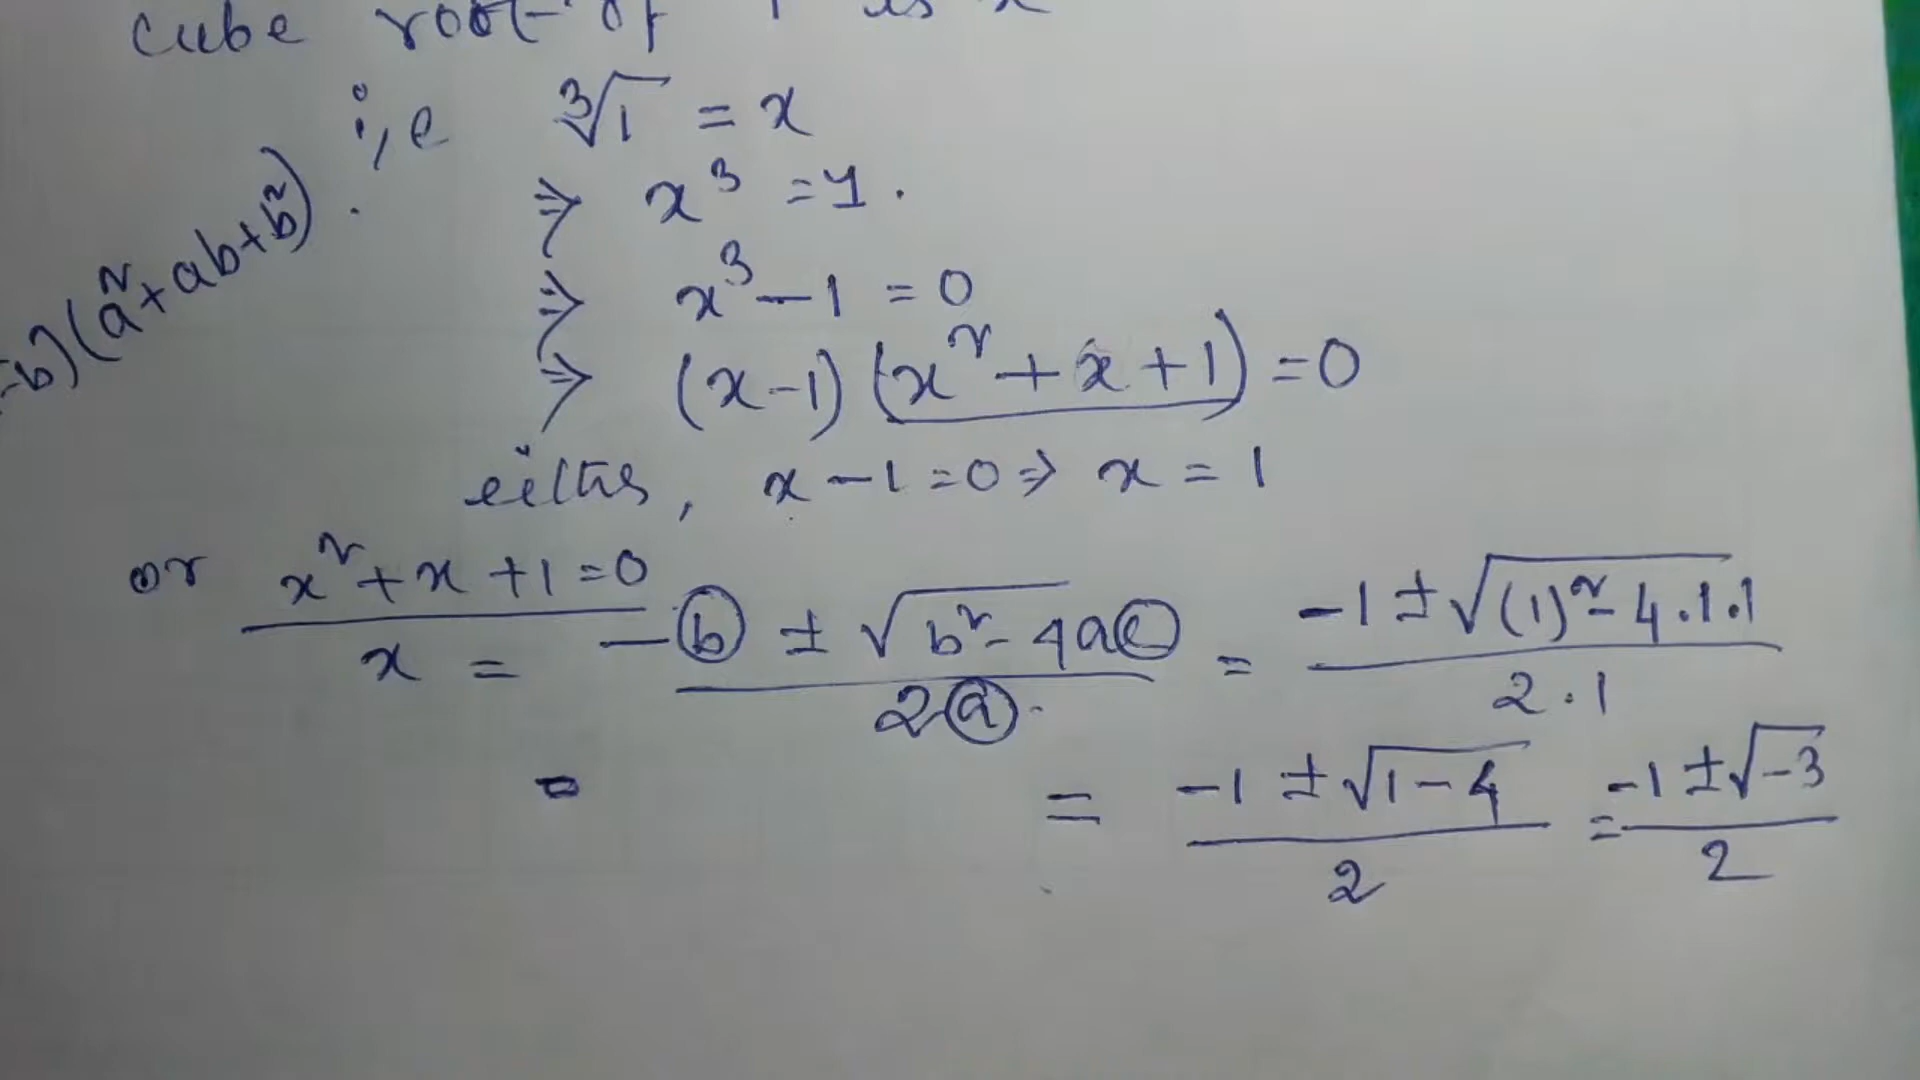 cube root of 1 is x
i,e ∛1 = x
-b)(a²+ab+b²).
⇒ x³ = 1.
⇒ x³ - 1 = 0
⇒ (x-1)(x²+x+1) = 0
either, x-1=0 ⇒ x = 1
or x²+x+1=0
x = -b ± √(b²-4ac) / 2a = -1 ± √((1)²-4.1.1) / 2.1
= -1 ± √(1-4) / 2 = -1 ± √-3 / 2